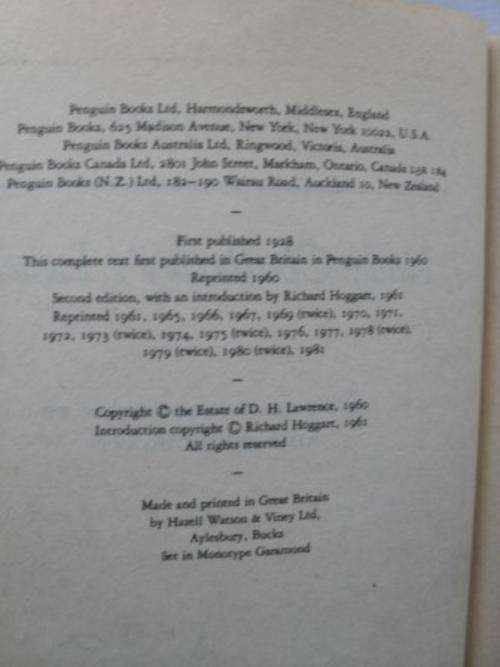 Penguin Books Ltd, Harmondsworth, Middlesex, England
Penguin Books, 625 Madison Avenue, New York, New York 10022, U.S.A.
Penguin Books Australia Ltd, Ringwood, Victoria, Australia
Penguin Books Canada Ltd, 2801 John Street, Markham, Ontario, Canada L3R 1B4
Penguin Books (N.Z.) Ltd, 182–190 Wairau Road, Auckland 10, New Zealand
—
First published 1928
This complete text first published in Great Britain in Penguin Books 1960
Reprinted 1960
Second edition, with an introduction by Richard Hoggart, 1961
Reprinted 1961, 1965, 1966, 1967, 1969 (twice), 1970, 1971,
1972, 1973 (twice), 1974, 1975 (twice), 1976, 1977, 1978 (twice),
1979 (twice), 1980 (twice), 1981
—
Copyright © the Estate of D. H. Lawrence, 1960
Introduction copyright © Richard Hoggart, 1961
All rights reserved
—
Made and printed in Great Britain
by Hazell Watson & Viney Ltd,
Aylesbury, Bucks
Set in Monotype Garamond